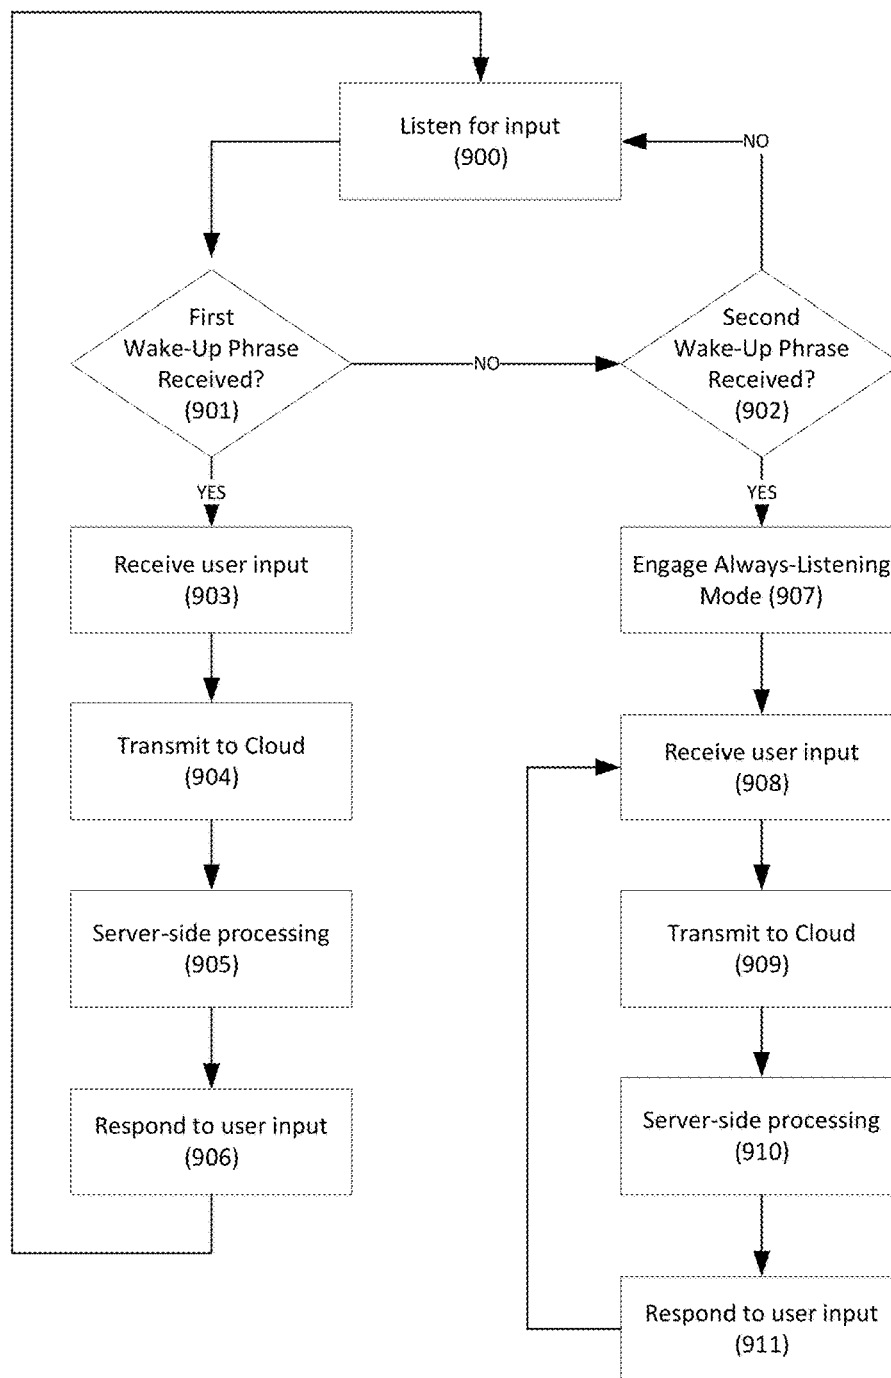 Listen for input
(900)
NO
First
Wake-Up Phrase
Received?
(901)
NO
Second
Wake-Up Phrase
Received?
(902)
YES
YES
Receive user input
(903)
Engage Always-Listening
Mode (907)
Transmit to Cloud
(904)
Receive user input
(908)
Server-side processing
(905)
Transmit to Cloud
(909)
Respond to user input
(906)
Server-side processing
(910)
Respond to user input
(911)